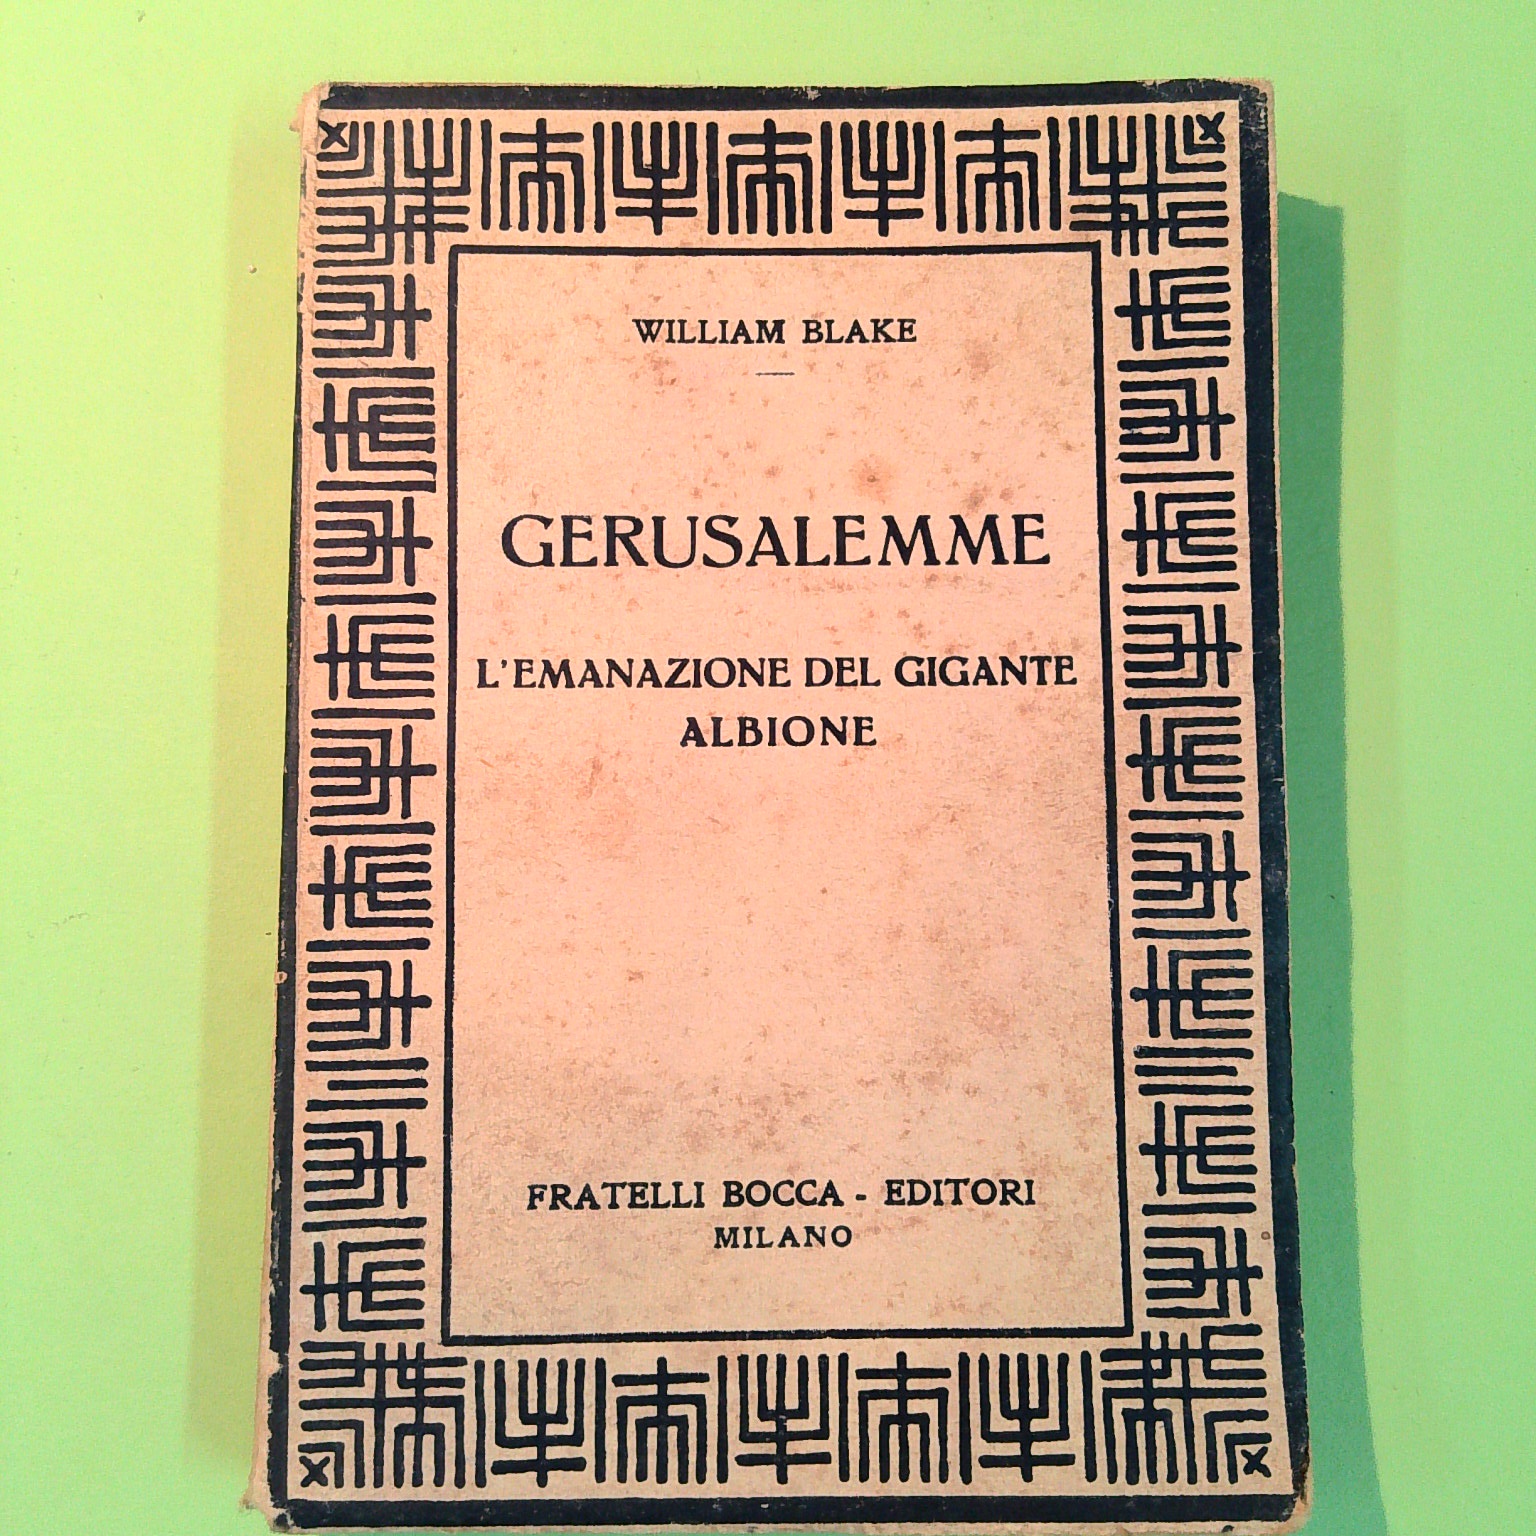 WILLIAM BLAKE
GERUSALEMME
L'EMANAZIONE DEL GIGANTE
ALBIONE
FRATELLI BOCCA - EDITORI
MILANO